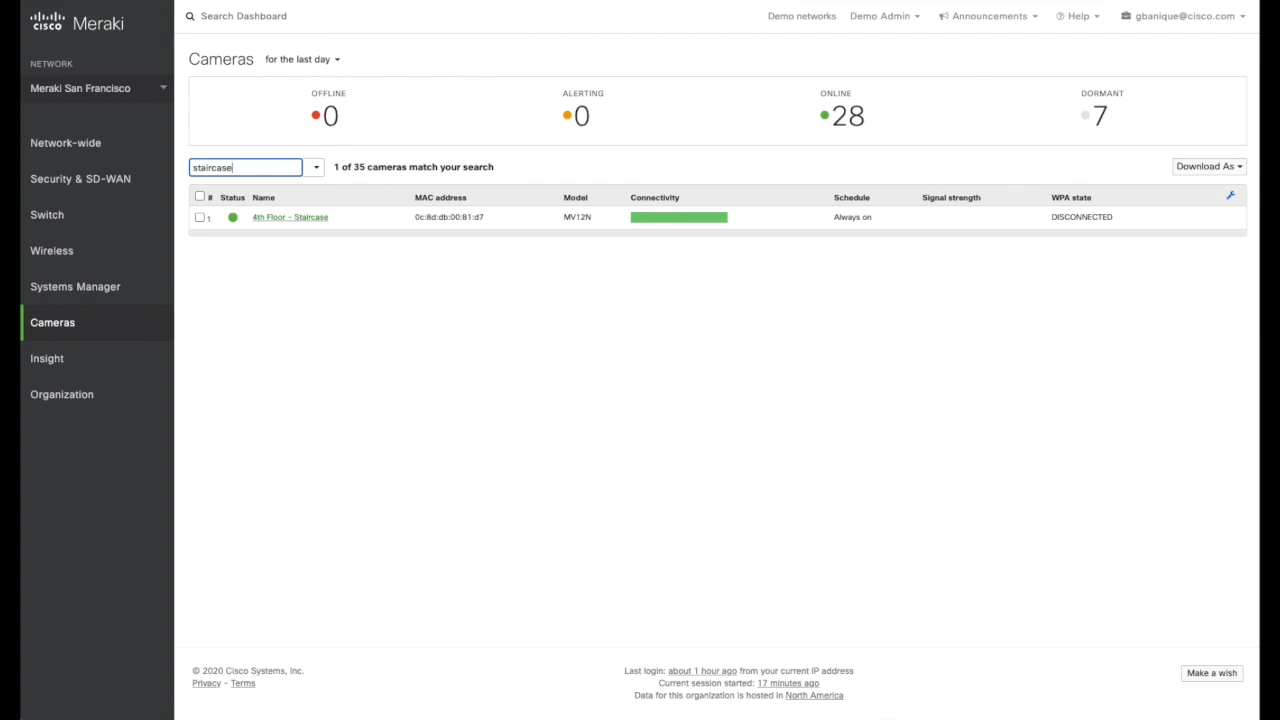 cisco Meraki
Search Dashboard
Demo networks Demo Admin Announcements Help gbanique@cisco.com
NETWORK
Meraki San Francisco
Network-wide
Security & SD-WAN
Switch
Wireless
Systems Manager
Cameras
Insight
Organization
Cameras for the last day
OFFLINE ALERTING ONLINE DORMANT
0 0 28 7
staircase 1 of 35 cameras match your search Download As
# Status Name MAC address Model Connectivity Schedule Signal strength WPA state
1 4th Floor - Staircase 0c:8d:db:00:81:d7 MV12N Always on DISCONNECTED
© 2020 Cisco Systems, Inc.
Privacy - Terms
Last login: about 1 hour ago from your current IP address
Current session started: 17 minutes ago
Data for this organization is hosted in North America
Make a wish